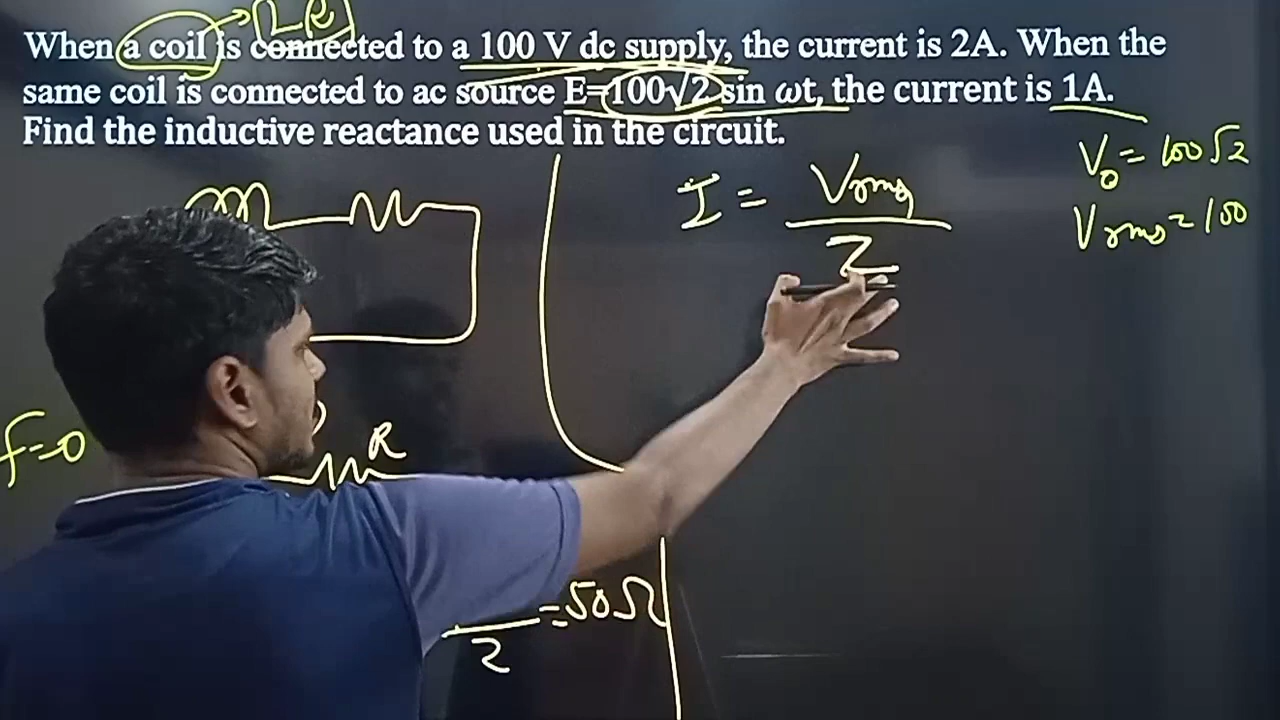 [LR]
When a coil is connected to a 100 V dc supply, the current is 2A. When the
same coil is connected to ac source E=100√2 sin ωt, the current is 1A.
Find the inductive reactance used in the circuit.
V₀ = 100√2
Vrms = 100
I = Vrms / Z
f=0
R
/ 2 = 50Ω